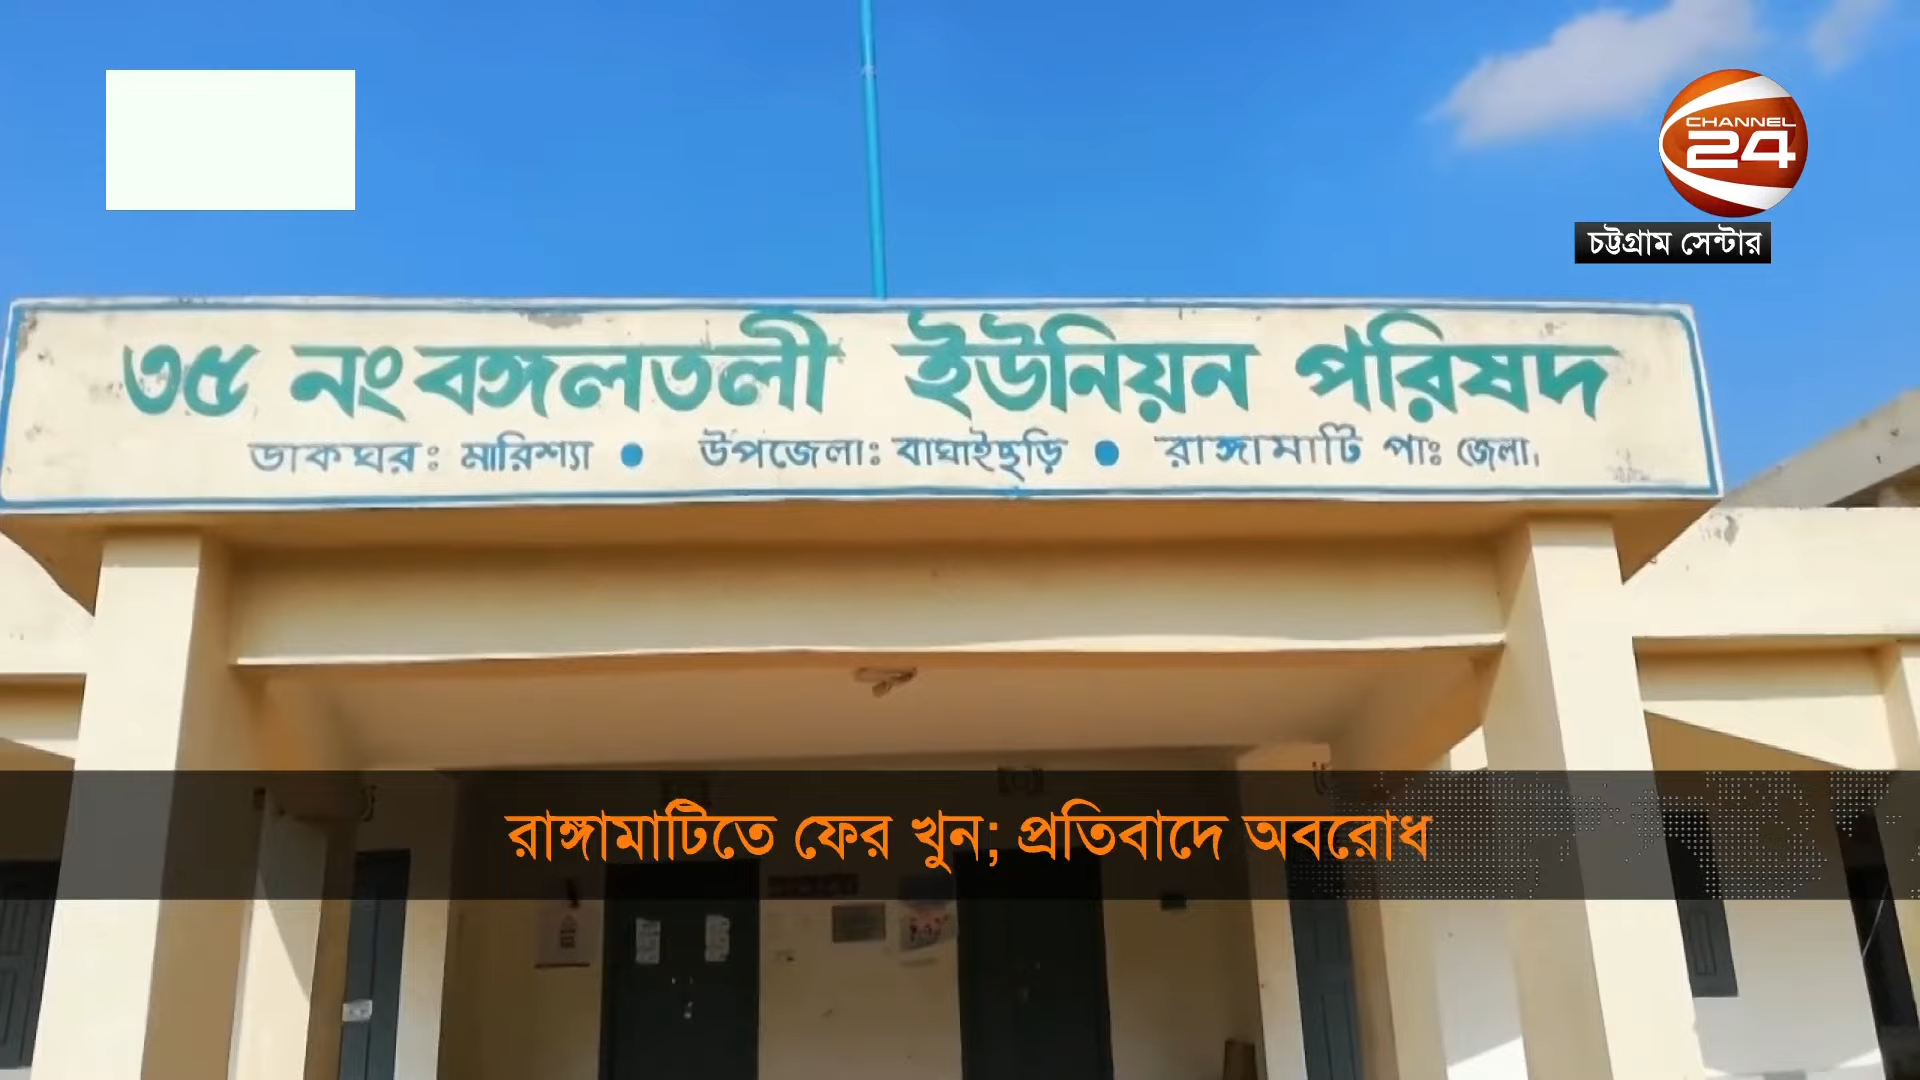 CHANNEL
24
চট্টগ্রাম সেন্টার
৩৫ নং বঙ্গলতলী ইউনিয়ন পরিষদ
ডাকঘর: মারিশ্যা ● উপজেলা: বাঘাইছড়ি ● রাঙ্গামাটি পাঃ জেলা।
রাঙ্গামাটিতে ফের খুন; প্রতিবাদে অবরোধ